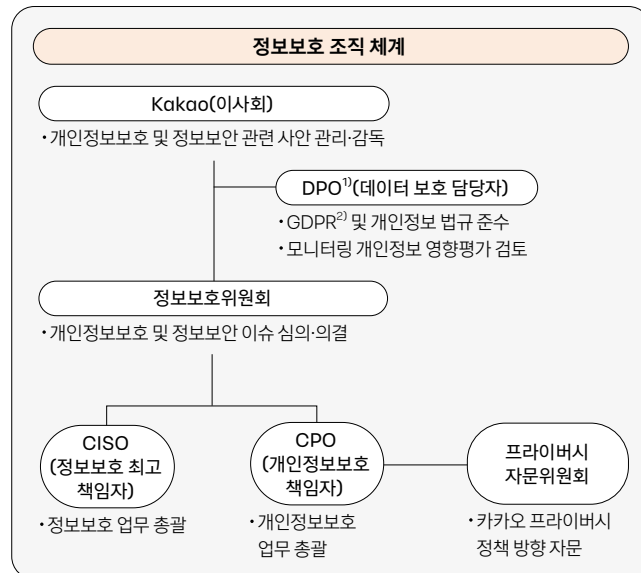 정보보호 조직 체계
Kakao(이사회)
•개인정보보호 및 정보보안 관련 사안 관리·감독
DPO¹⁾(데이터 보호 담당자)
•GDPR²⁾ 및 개인정보 법규 준수
•모니터링 개인정보 영향평가 검토
정보보호위원회
•개인정보보호 및 정보보안 이슈 심의·의결
CISO
(정보보호 최고
책임자)
•정보보호 업무 총괄
CPO
(개인정보보호
책임자)
•개인정보보호
업무 총괄
프라이버시
자문위원회
•카카오 프라이버시
정책 방향 자문